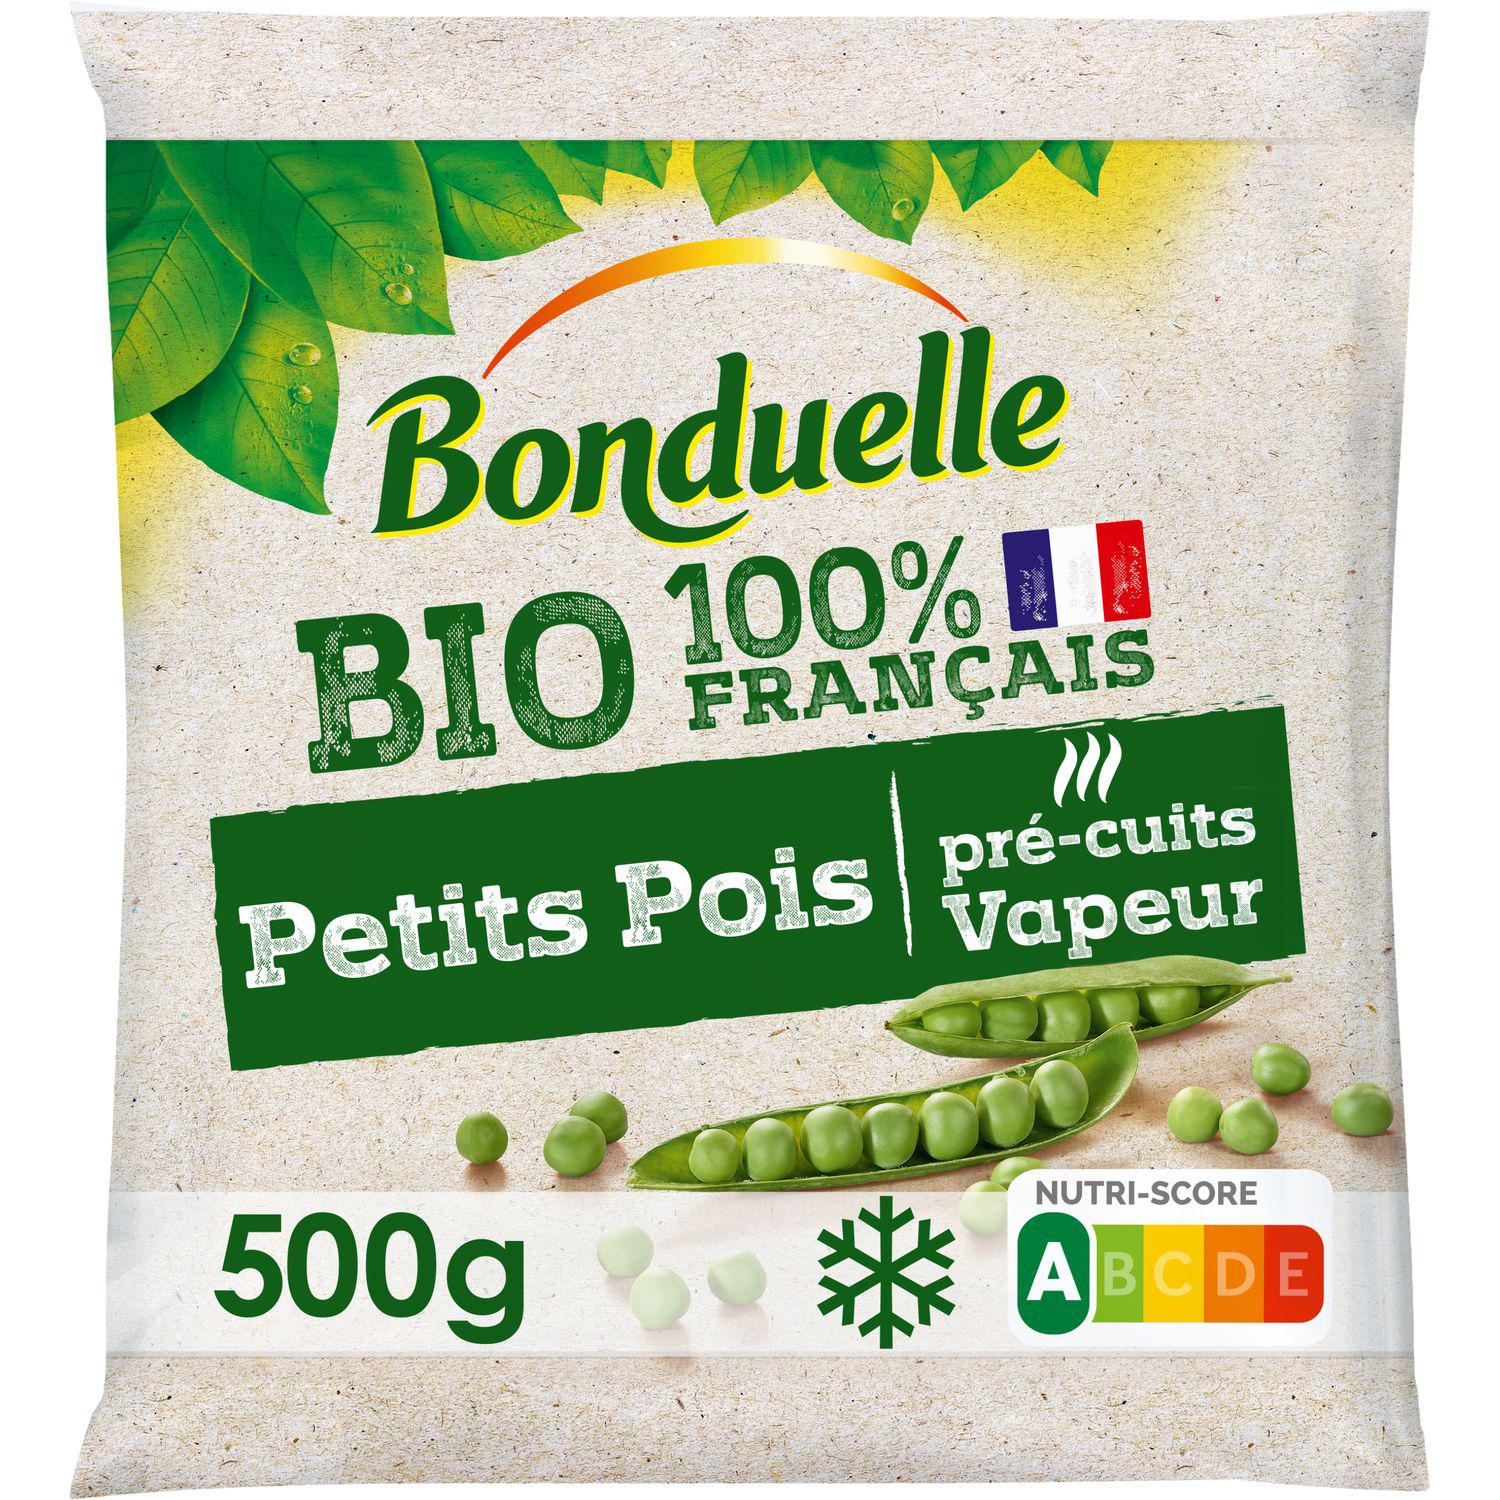 Bonduelle
BIO 100%
FRANÇAIS
Petits Pois
pré-cuits
Vapeur
500g
NUTRI-SCORE
A B C D E